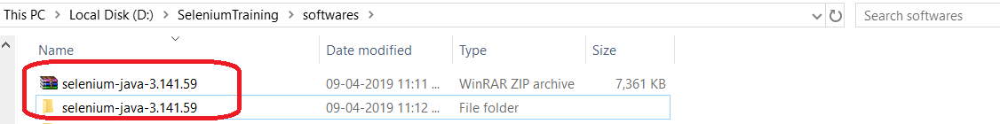 This PC > Local Disk (D:) > SeleniumTraining > softwares >
Search softwares
Name Date modified Type Size
selenium-java-3.141.59 09-04-2019 11:11 ... WinRAR ZIP archive 7,361 KB
selenium-java-3.141.59 09-04-2019 11:12 ... File folder